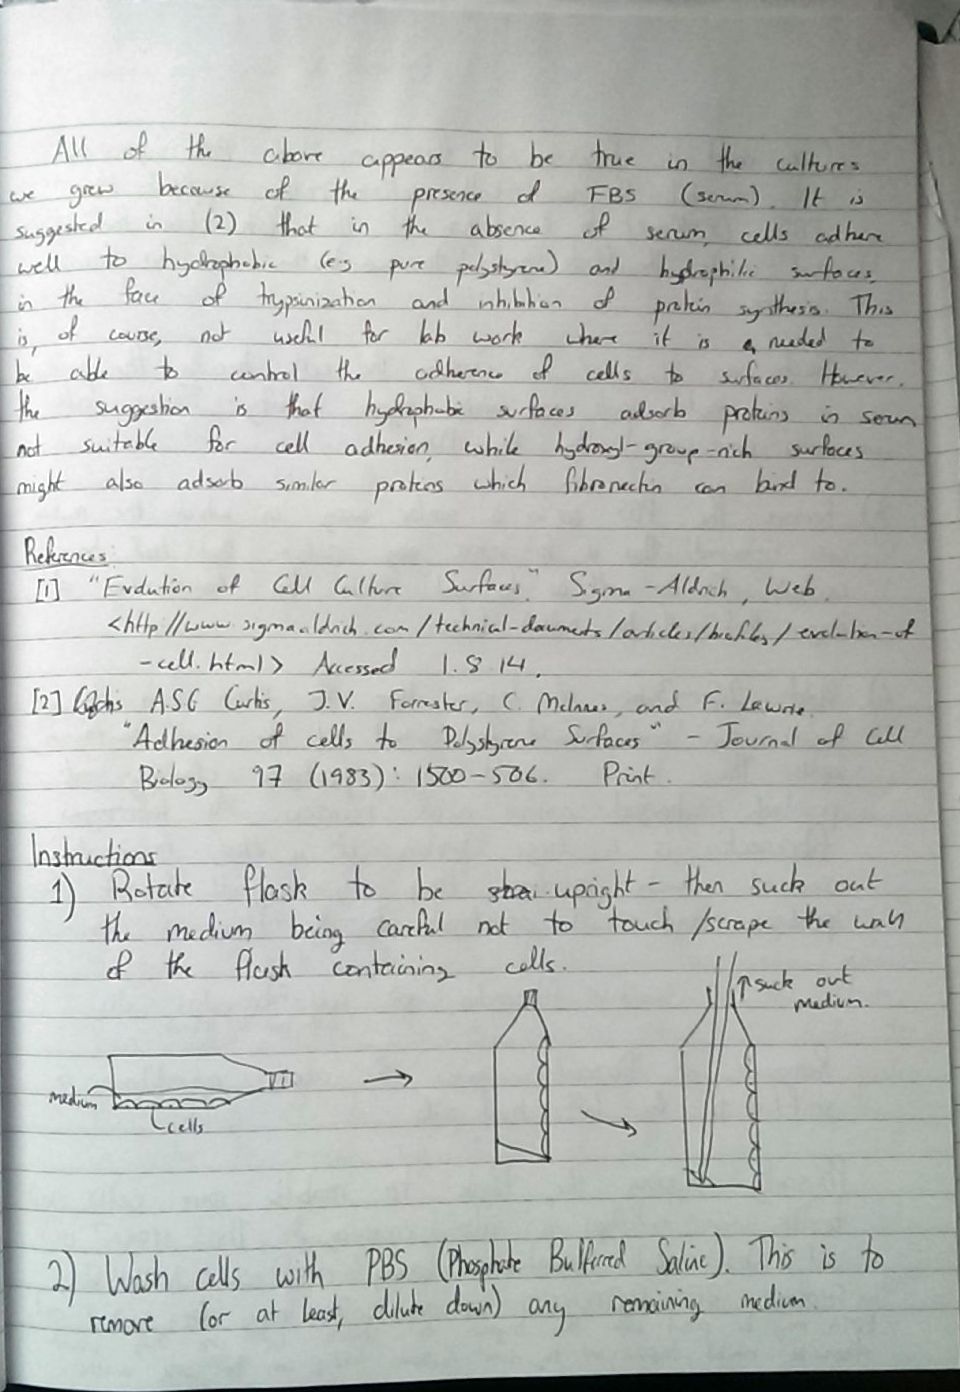 All of the above appears to be true in the cultures
we grew because of the presence of FBS (serum). It is
suggested in (2) that in the absence of serum, cells adhere
well to hydrophobic (eg pure polystyrene) and hydrophilic surfaces,
in the face of trypsinization and inhibition of protein synthesis. This
is, of course, not useful for lab work where it is needed to
be able to control the adherence of cells to surfaces. However,
the suggestion is that hydrophobic surfaces adsorb proteins in serum
not suitable for cell adhesion, while hydroxyl-group-rich surfaces
might also adsorb similar proteins which fibronectin can bind to.
References:
[1] "Evolution of Cell Culture Surfaces." Sigma-Aldrich, Web.
<http://www.sigmaaldrich.com/technical-documents/articles/biofiles/evolution-of
-cell.html> Accessed 1.8.14.
[2] A.S.G Curtis, J.V. Forrester, C. McInnes, and F. Lawrie.
"Adhesion of cells to Polystyrene Surfaces" - Journal of Cell
Biology 97 (1983): 1500-506. Print.
Instructions
1) Rotate flask to be upright - then suck out
the medium being careful not to touch/scrape the wall
of the flask containing cells.
↑suck out
medium.
medium
cells
2) Wash cells with PBS (Phosphate Buffered Saline). This is to
remove (or at least, dilute down) any remaining medium.